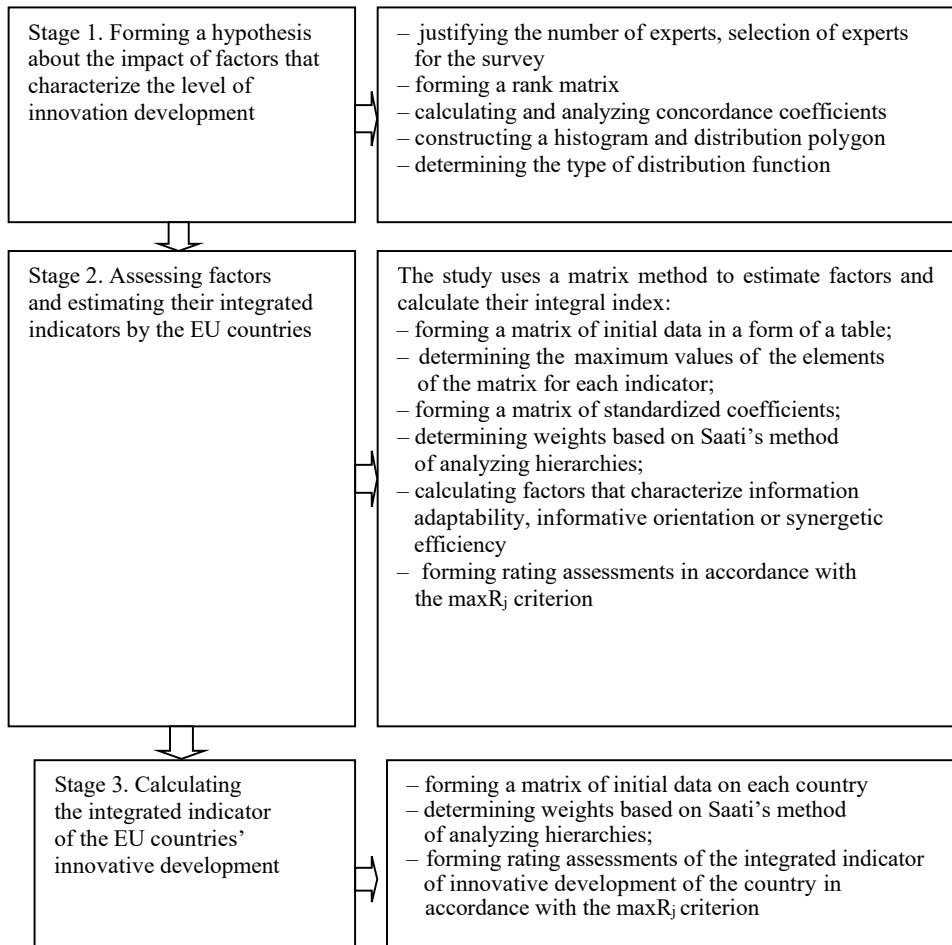 Stage 1. Forming a hypothesis
about the impact of factors that
characterize the level of
innovation development
– justifying the number of experts, selection of experts
for the survey
– forming a rank matrix
– calculating and analyzing concordance coefficients
– constructing a histogram and distribution polygon
– determining the type of distribution function
Stage 2. Assessing factors
and estimating their integrated
indicators by the EU countries
The study uses a matrix method to estimate factors and
calculate their integral index:
– forming a matrix of initial data in a form of a table;
– determining the maximum values of the elements
of the matrix for each indicator;
– forming a matrix of standardized coefficients;
– determining weights based on Saati's method
of analyzing hierarchies;
– calculating factors that characterize information
adaptability, informative orientation or synergetic
efficiency
– forming rating assessments in accordance with
the maxRj criterion
Stage 3. Calculating
the integrated indicator
of the EU countries'
innovative development
– forming a matrix of initial data on each country
– determining weights based on Saati's method
of analyzing hierarchies;
– forming rating assessments of the integrated indicator
of innovative development of the country in
accordance with the maxRj criterion